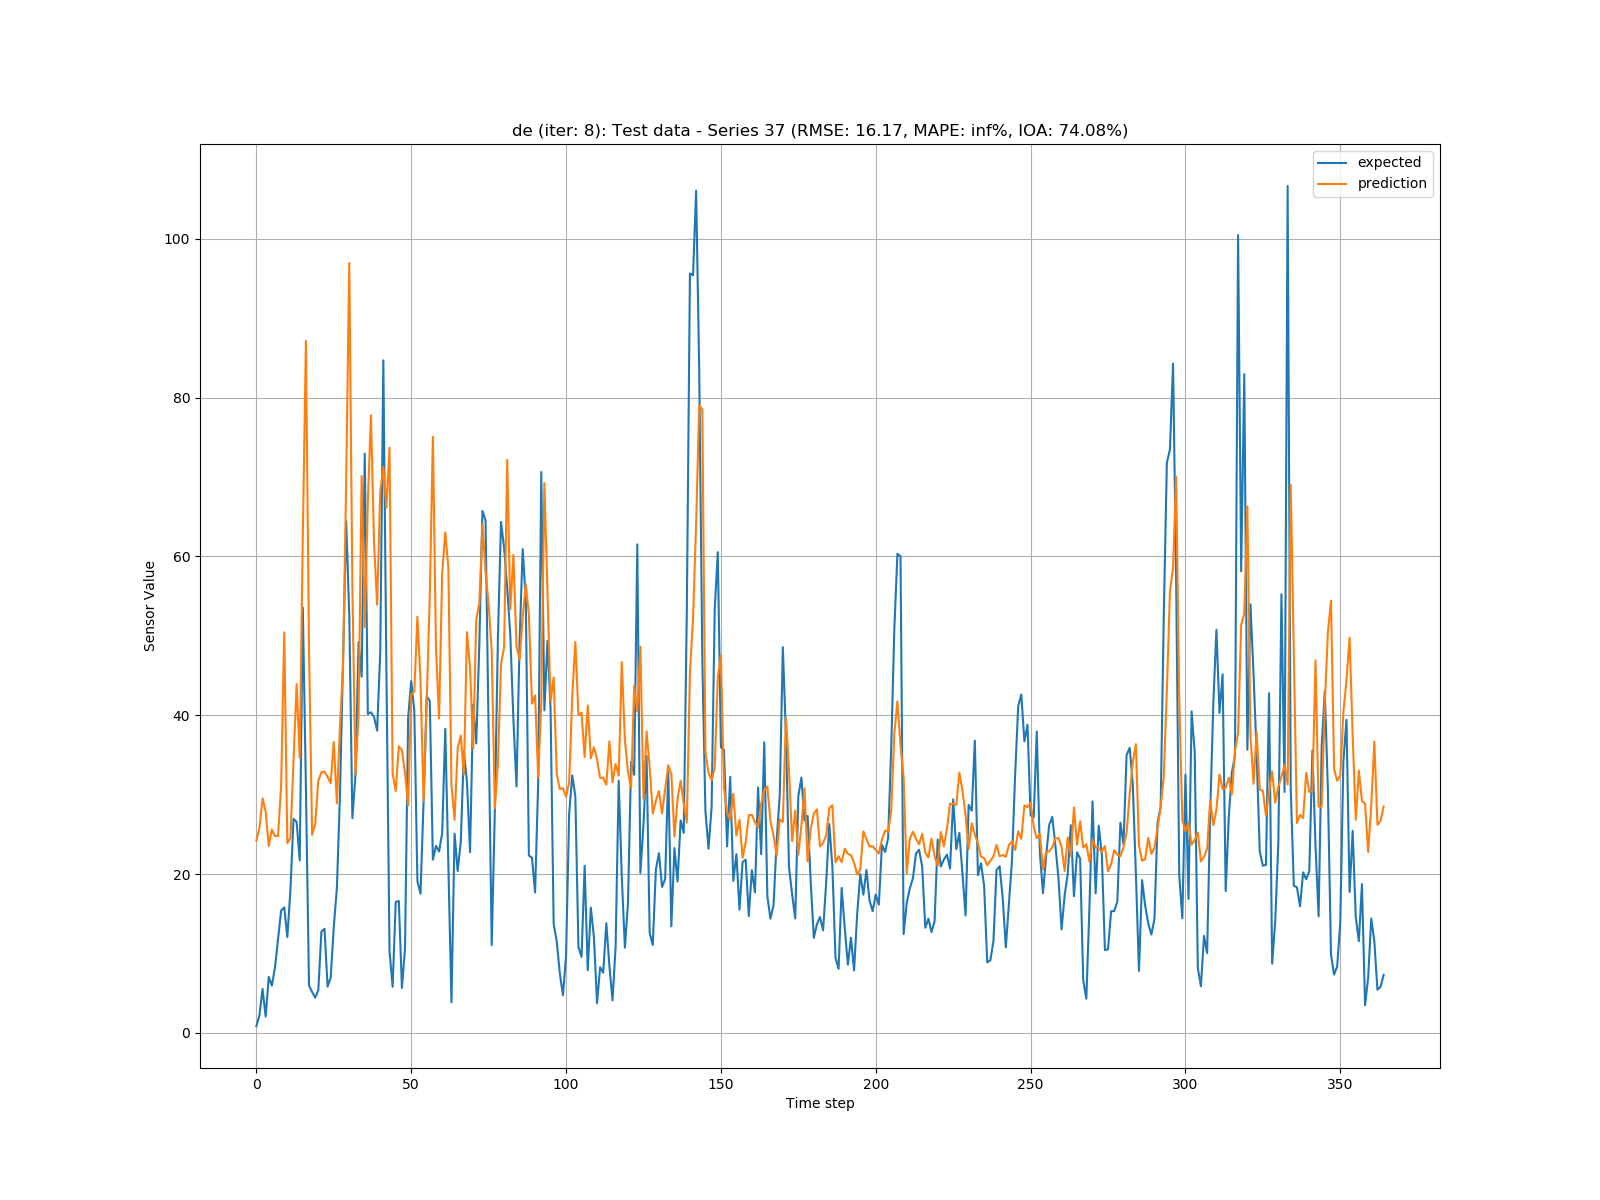 de (iter: 8): Test data - Series 37 (RMSE: 16.17, MAPE: inf%, IOA: 74.08%)
expected
prediction
Sensor Value
100
80
60
40
20
0
0 50 100 150 200 250 300 350
Time step